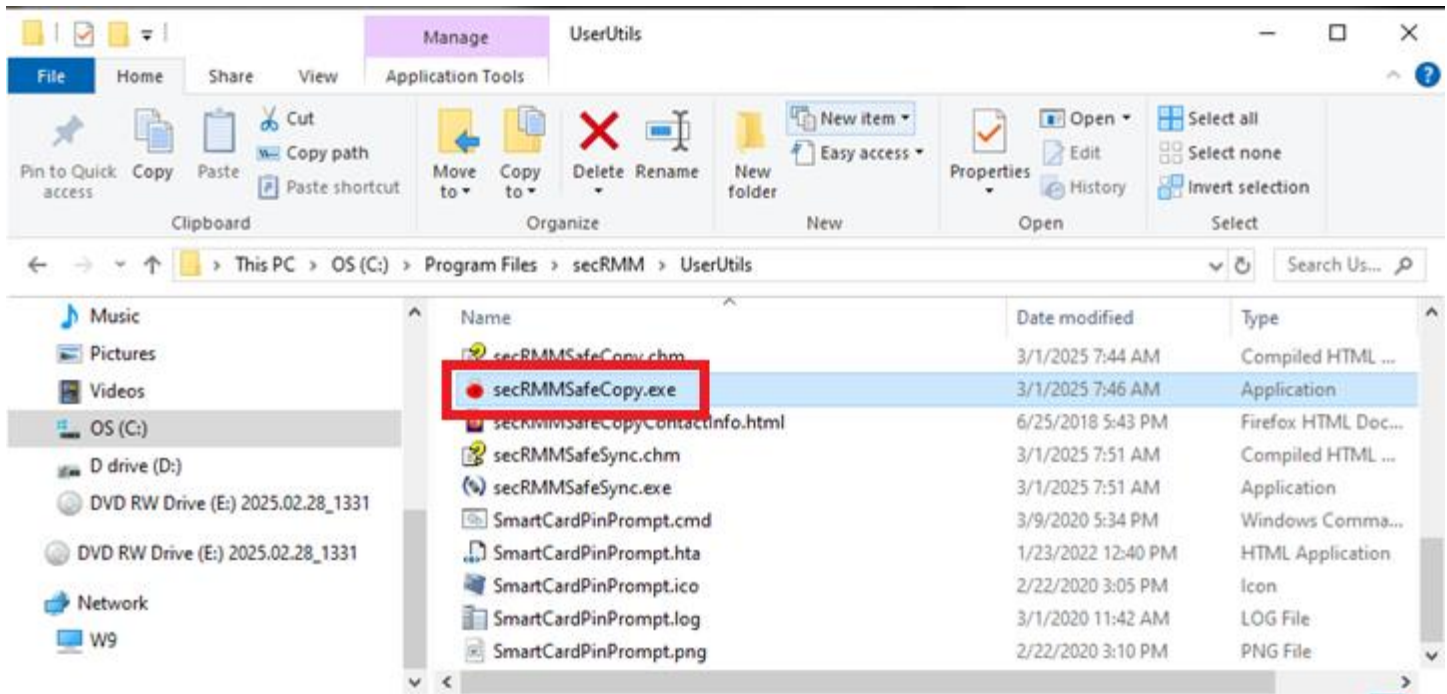 Manage
UserUtils
File
Home
Share
View
Application Tools
Pin to Quick access
Copy
Paste
Cut
Copy path
Paste shortcut
Clipboard
Move to
Copy to
Delete
Rename
Organize
New folder
New item
Easy access
New
Properties
Open
Edit
History
Open
Select all
Select none
Invert selection
Select
This PC > OS (C:) > Program Files > secRMM > UserUtils
Search Us...
Music
Pictures
Videos
OS (C:)
D drive (D:)
DVD RW Drive (E:) 2025.02.28_1331
DVD RW Drive (E:) 2025.02.28_1331
Network
W9
Name Date modified Type
secRMMSafeCopy.chm 3/1/2025 7:44 AM Compiled HTML ...
secRMMSafeCopy.exe 3/1/2025 7:46 AM Application
secRMMSafeCopyContactInfo.html 6/25/2018 5:43 PM Firefox HTML Doc...
secRMMSafeSync.chm 3/1/2025 7:51 AM Compiled HTML ...
secRMMSafeSync.exe 3/1/2025 7:51 AM Application
SmartCardPinPrompt.cmd 3/9/2020 5:34 PM Windows Comma...
SmartCardPinPrompt.hta 1/23/2022 12:40 PM HTML Application
SmartCardPinPrompt.ico 2/22/2020 3:05 PM Icon
SmartCardPinPrompt.log 3/1/2020 11:42 AM LOG File
SmartCardPinPrompt.png 2/22/2020 3:10 PM PNG File